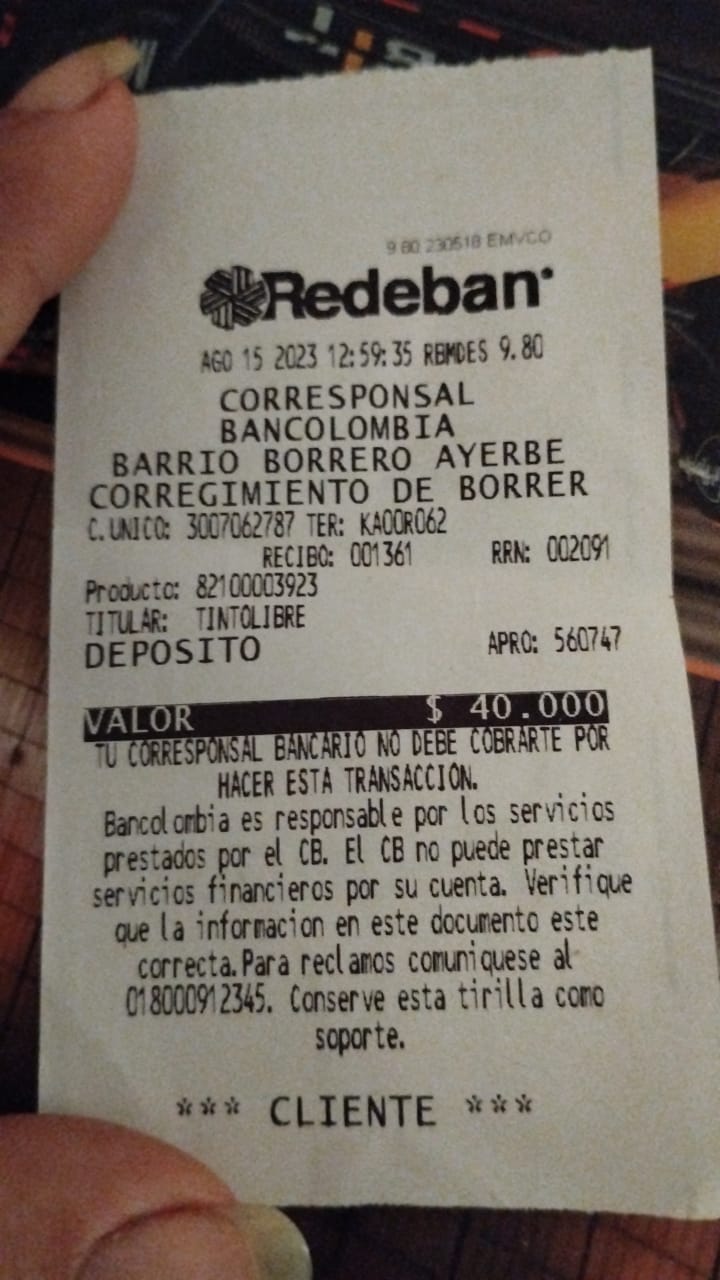 9.80 230518 EMVCO
Redeban
AGO 15 2023 12:59:35 RBMDES 9.80
CORRESPONSAL
BANCOLOMBIA
BARRIO BORRERO AYERBE
CORREGIMIENTO DE BORRER
C.UNICO: 3007062787 TER: KA00R062
RECIBO: 001361 RRN: 002091
Producto: 82100003923
TITULAR: TINTOLIBRE
DEPOSITO APRO: 560747
VALOR $ 40.000
TU CORRESPONSAL BANCARIO NO DEBE COBRARTE POR
HACER ESTA TRANSACCION.
Bancolombia es responsable por los servicios
prestados por el CB. El CB no puede prestar
servicios financieros por su cuenta. Verifique
que la informacion en este documento este
correcta.Para reclamos comuniquese al
018000912345. Conserve esta tirilla como
soporte.
*** CLIENTE ***